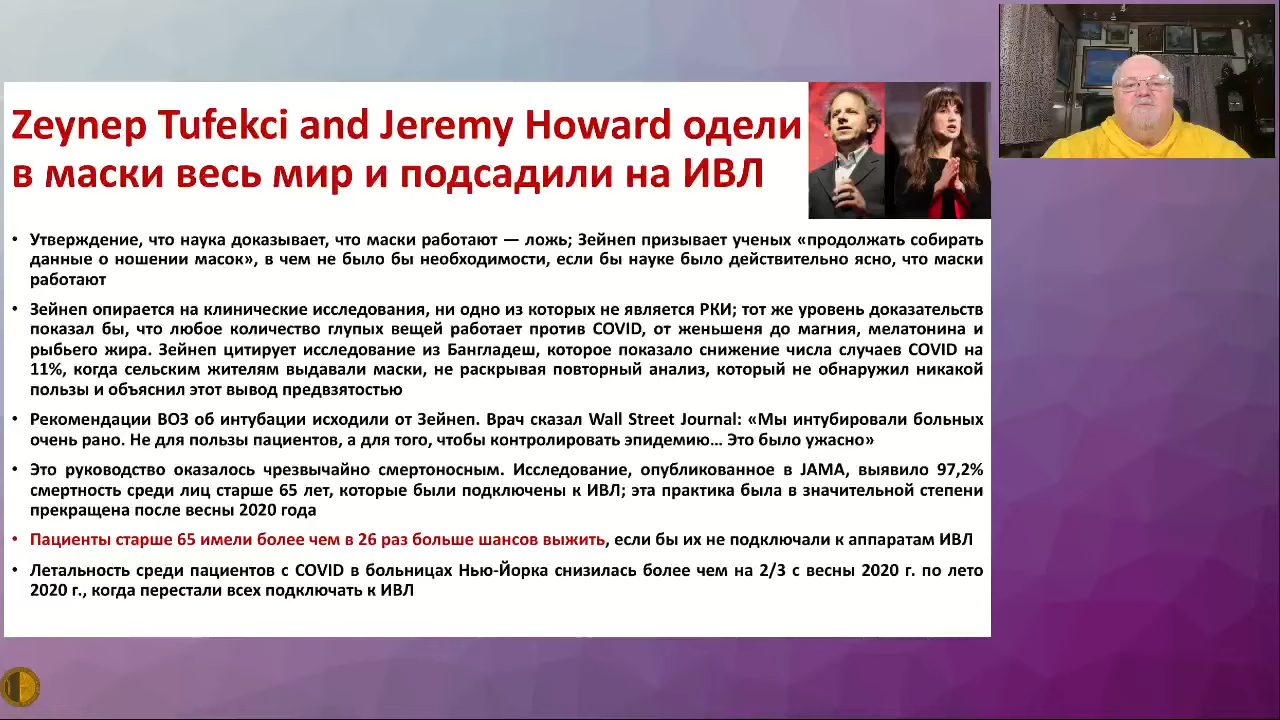 Zeynep Tufekci and Jeremy Howard одели
в маски весь мир и подсадили на ИВЛ
• Утверждение, что наука доказывает, что маски работают — ложь; Зейнеп призывает ученых «продолжать собирать
данные о ношении масок», в чем не было бы необходимости, если бы науке было действительно ясно, что маски
работают
• Зейнеп опирается на клинические исследования, ни одно из которых не является РКИ; тот же уровень доказательств
показал бы, что любое количество глупых вещей работает против COVID, от женьшеня до магния, мелатонина и
рыбьего жира. Зейнеп цитирует исследование из Бангладеш, которое показало снижение числа случаев COVID на
11%, когда сельским жителям выдавали маски, не раскрывая повторный анализ, который не обнаружил никакой
пользы и объяснил этот вывод предвзятостью
• Рекомендации ВОЗ об интубации исходили от Зейнеп. Врач сказал Wall Street Journal: «Мы интубировали больных
очень рано. Не для пользы пациентов, а для того, чтобы контролировать эпидемию… Это было ужасно»
• Это руководство оказалось чрезвычайно смертоносным. Исследование, опубликованное в JAMA, выявило 97,2%
смертность среди лиц старше 65 лет, которые были подключены к ИВЛ; эта практика была в значительной степени
прекращена после весны 2020 года
• Пациенты старше 65 имели более чем в 26 раз больше шансов выжить, если бы их не подключали к аппаратам ИВЛ
• Летальность среди пациентов с COVID в больницах Нью-Йорка снизилась более чем на 2/3 с весны 2020 г. по лето
2020 г., когда перестали всех подключать к ИВЛ